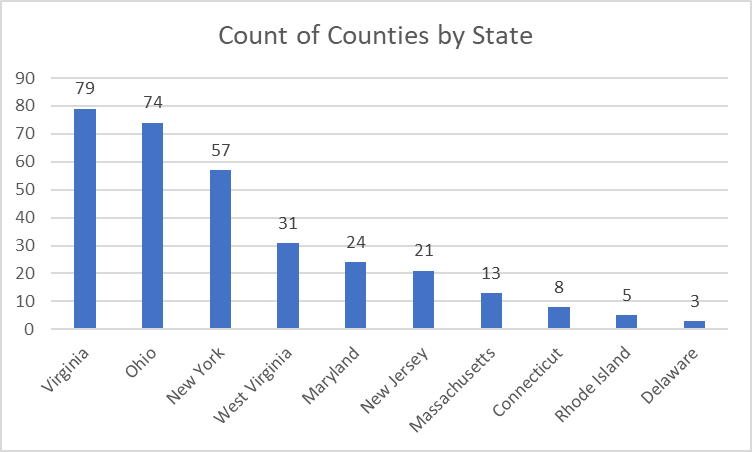 Count of Counties by State
90
80
70
60
50
40
30
20
10
0
79
74
57
31
24
21
13
8
5
3
Virginia
Ohio
New York
West Virginia
Maryland
New Jersey
Massachusetts
Connecticut
Rhode Island
Delaware